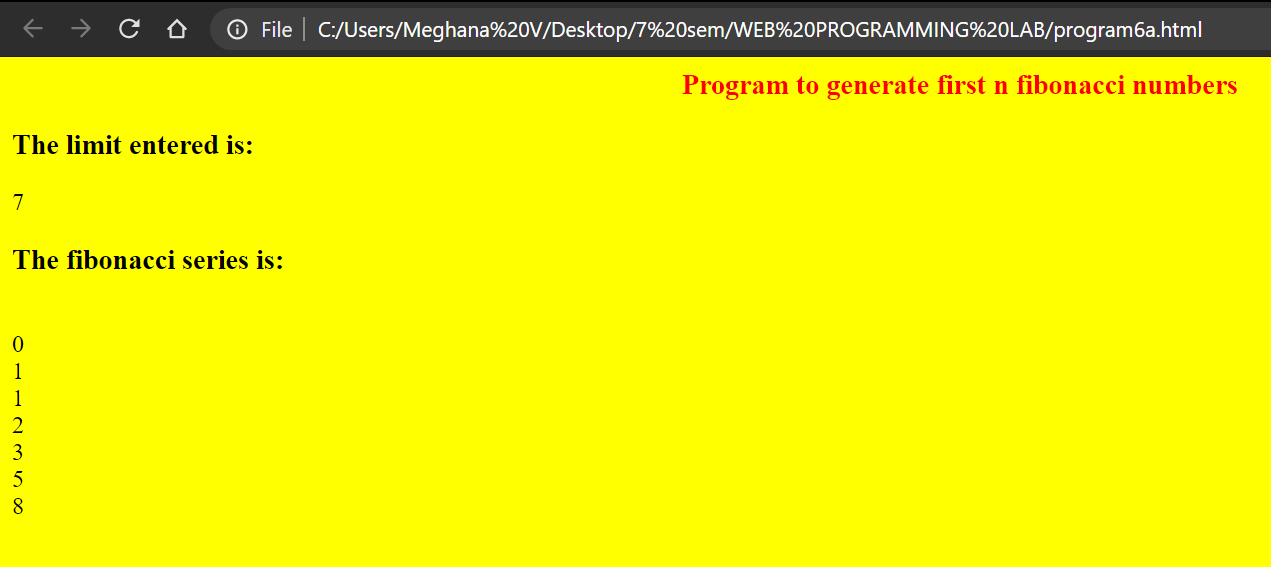 File C:/Users/Meghana%20V/Desktop/7%20sem/WEB%20PROGRAMMING%20LAB/program6a.html
Program to generate first n fibonacci numbers
The limit entered is:
7
The fibonacci series is:
0
1
1
2
3
5
8